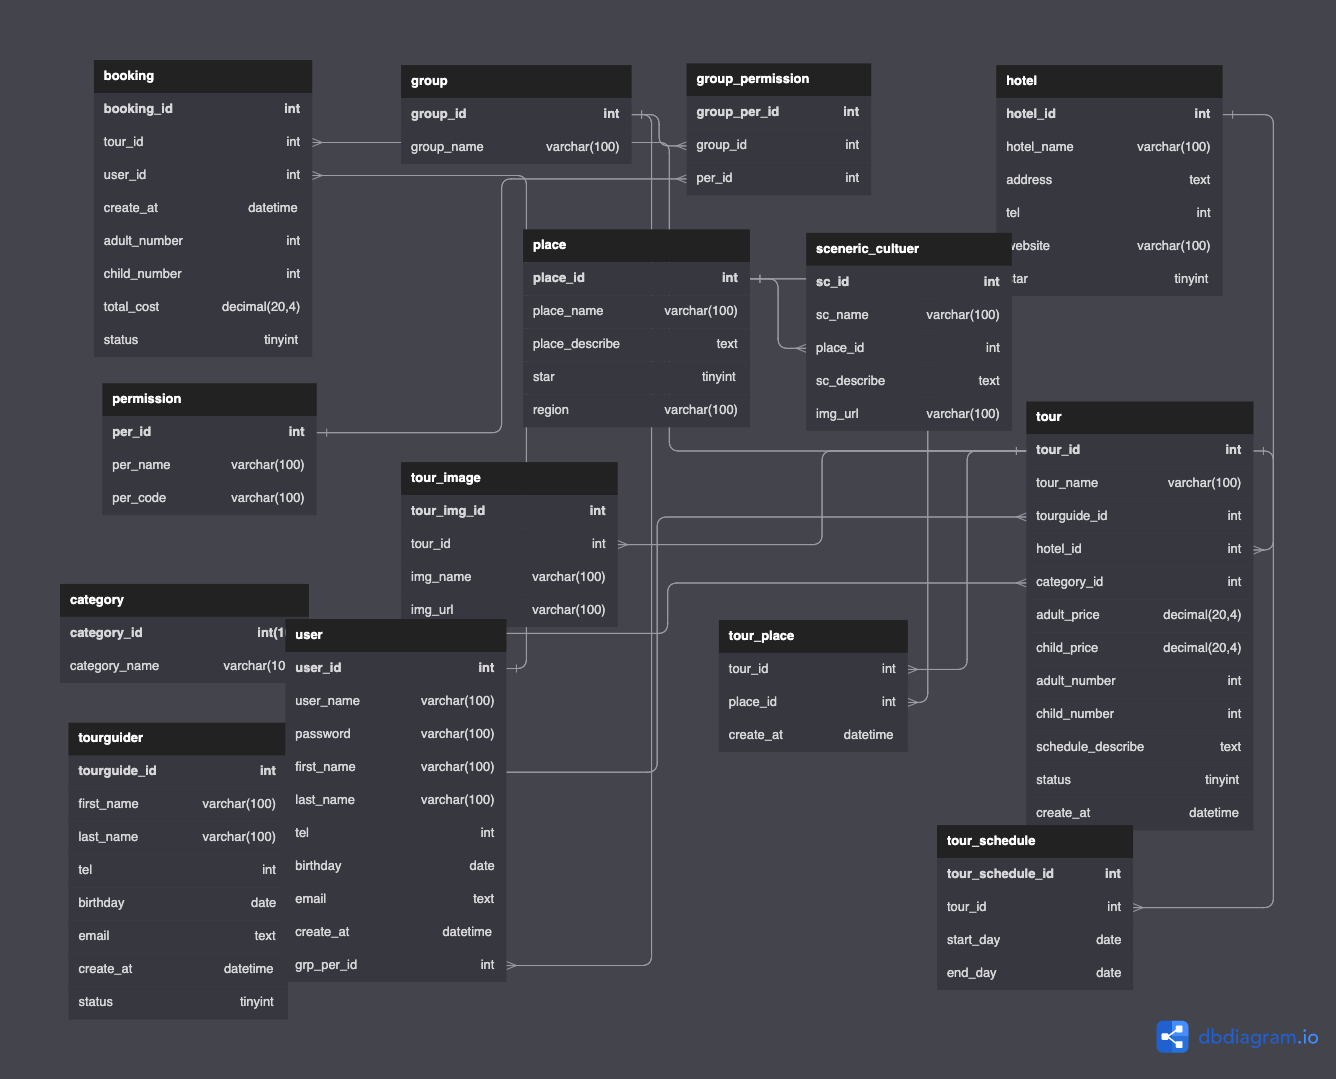 booking
booking_id int
tour_id int
user_id int
create_at datetime
adult_number int
child_number int
total_cost decimal(20,4)
status tinyint
group
group_id int
group_name varchar(100)
group_permission
group_per_id int
group_id int
per_id int
hotel
hotel_id int
hotel_name varchar(100)
address text
tel int
website varchar(100)
tar tinyint
place
place_id int
place_name varchar(100)
place_describe text
star tinyint
region varchar(100)
sceneric_cultuer
sc_id int
sc_name varchar(100)
place_id int
sc_describe text
img_url varchar(100)
permission
per_id int
per_name varchar(100)
per_code varchar(100)
tour
tour_id int
tour_name varchar(100)
tourguide_id int
hotel_id int
category_id int
adult_price decimal(20,4)
child_price decimal(20,4)
adult_number int
child_number int
schedule_describe text
status tinyint
create_at datetime
tour_image
tour_img_id int
tour_id int
img_name varchar(100)
img_url varchar(100)
category
category_id int(1
category_name varchar(10
user
user_id int
user_name varchar(100)
password varchar(100)
first_name varchar(100)
last_name varchar(100)
tel int
birthday date
email text
create_at datetime
grp_per_id int
tour_place
tour_id int
place_id int
create_at datetime
tourguider
tourguide_id int
first_name varchar(100)
last_name varchar(100)
tel int
birthday date
email text
create_at datetime
status tinyint
tour_schedule
tour_schedule_id int
tour_id int
start_day date
end_day date
dbdiagram.io